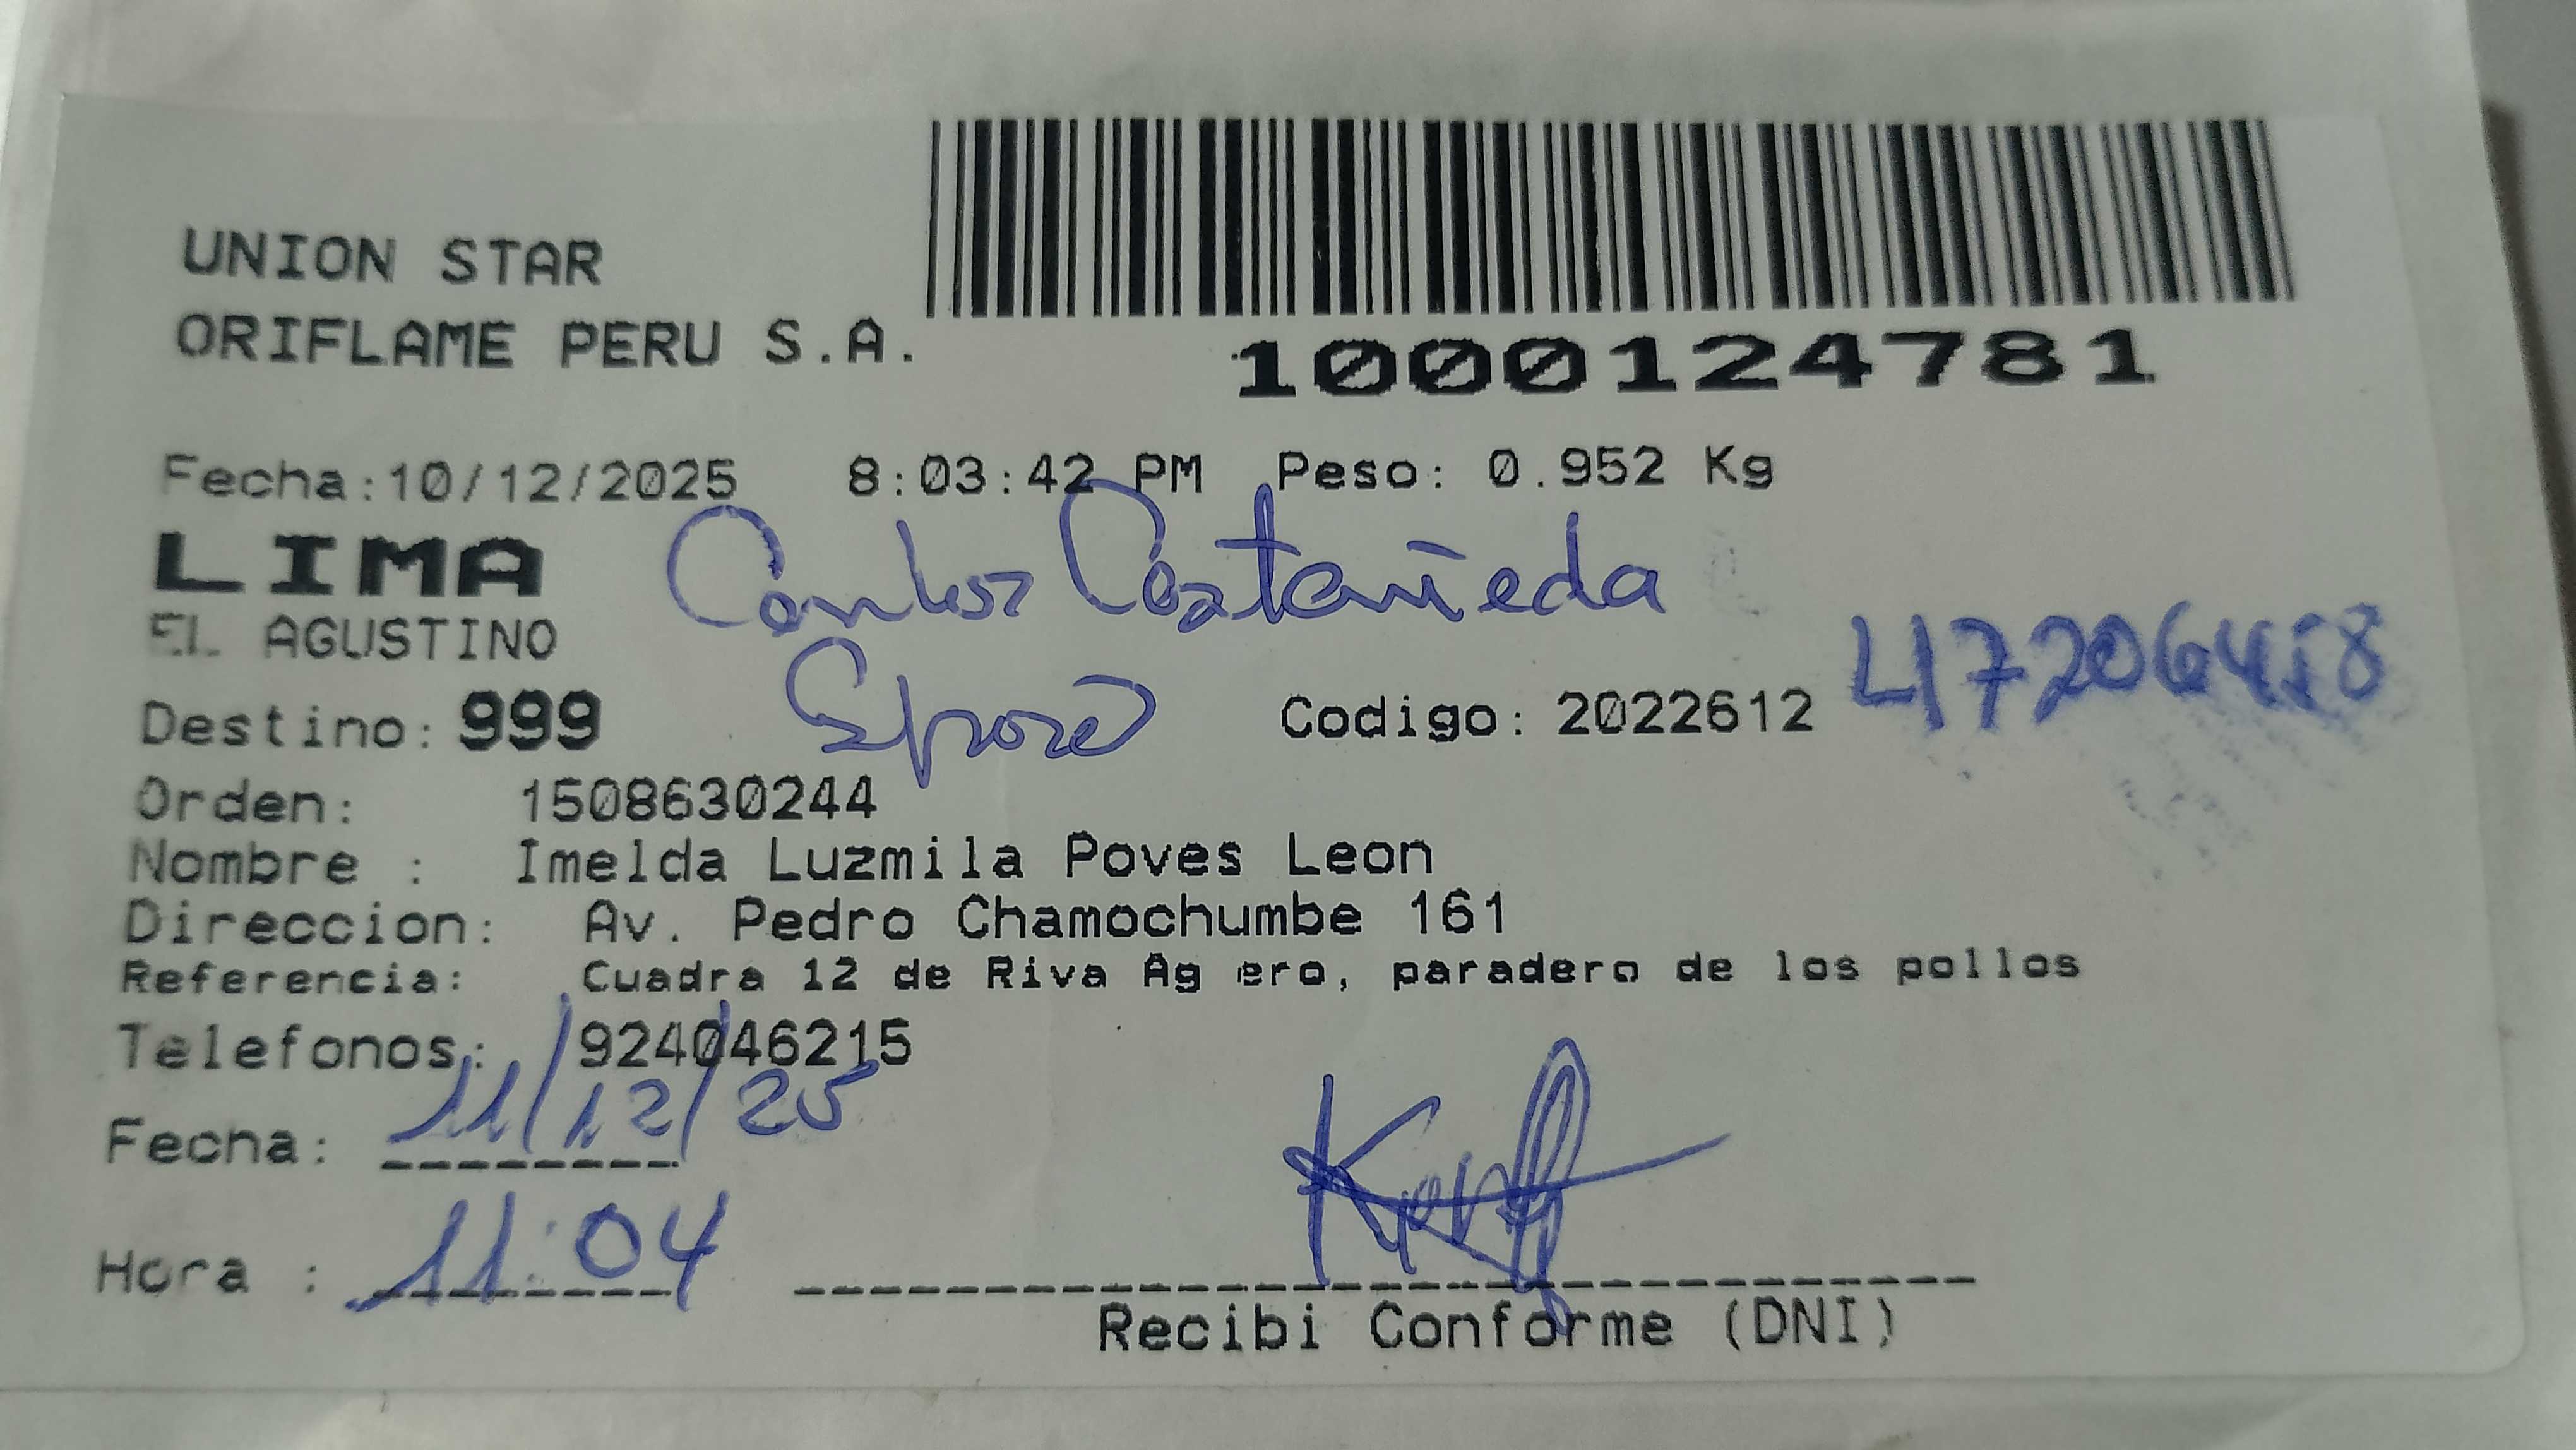 UNION STAR
ORIFLAME PERU S.A.
1000124781
Fecha:10/12/2025 8:03:42 PM Peso: 0.952 Kg
LIMA
Carlos Castañeda
EL AGUSTINO
Esposo
Destino: 999 Codigo: 2022612
Orden: 1508630244
Nombre : Imelda Luzmila Poves Leon
Direccion: Av. Pedro Chamochumbe 161
Referencia: Cuadra 12 de Riva Ag ero, paradero de los pollos
Telefonos: 924046215
Fecha: 11/12/25
Hora : 11:04
Recibi Conforme (DNI)